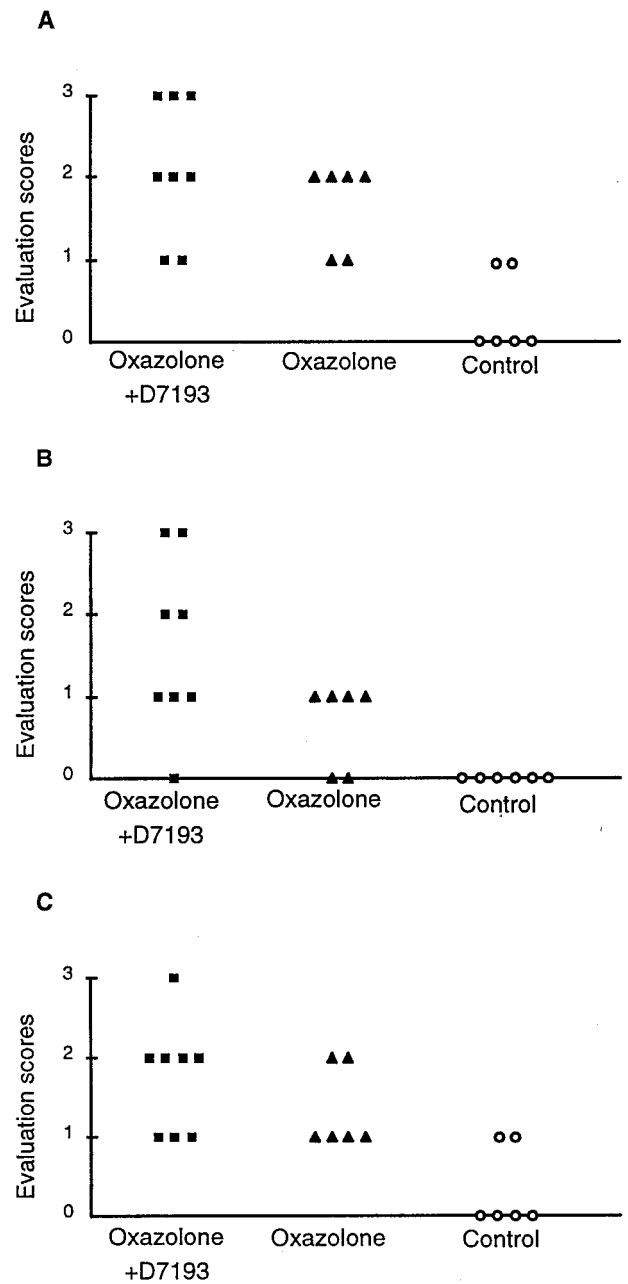 A
3
2
1
0
Evaluation scores
Oxazolone
+D7193
Oxazolone
Control
B
3
2
1
0
Evaluation scores
Oxazolone
+D7193
Oxazolone
Control
C
3
2
1
0
Evaluation scores
Oxazolone
+D7193
Oxazolone
Control